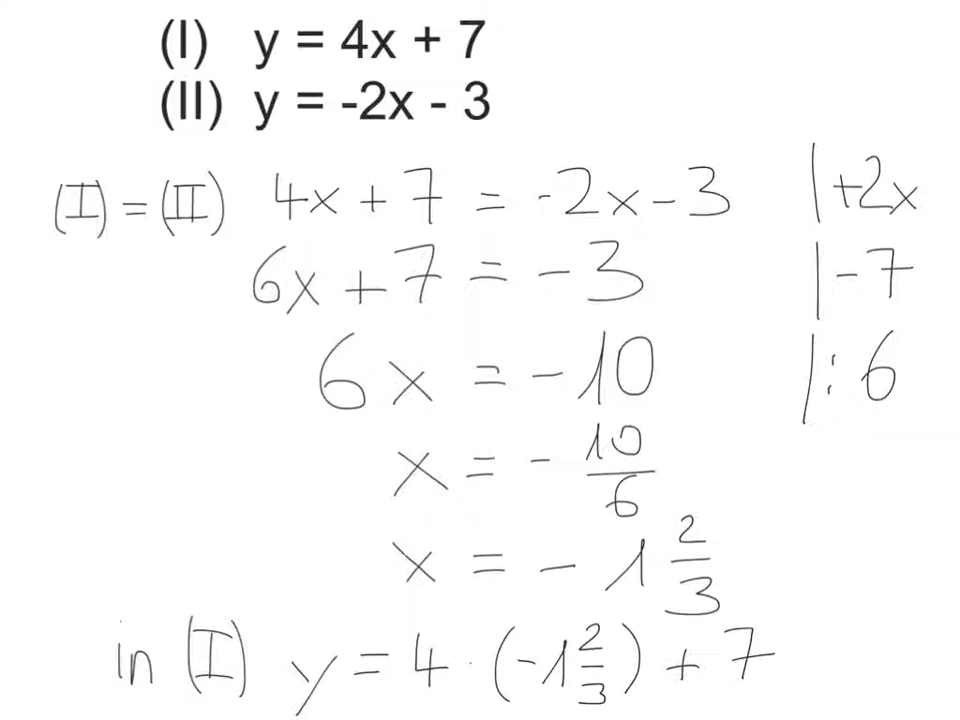 (I) y = 4x + 7
(II) y = -2x - 3
(I) = (II) 4x + 7 = -2x - 3 |+2x
6x + 7 = -3 |-7
6x = -10 |: 6
x = - 10/6
x = - 1 2/3
in (I) y = 4 · (-1 2/3) + 7